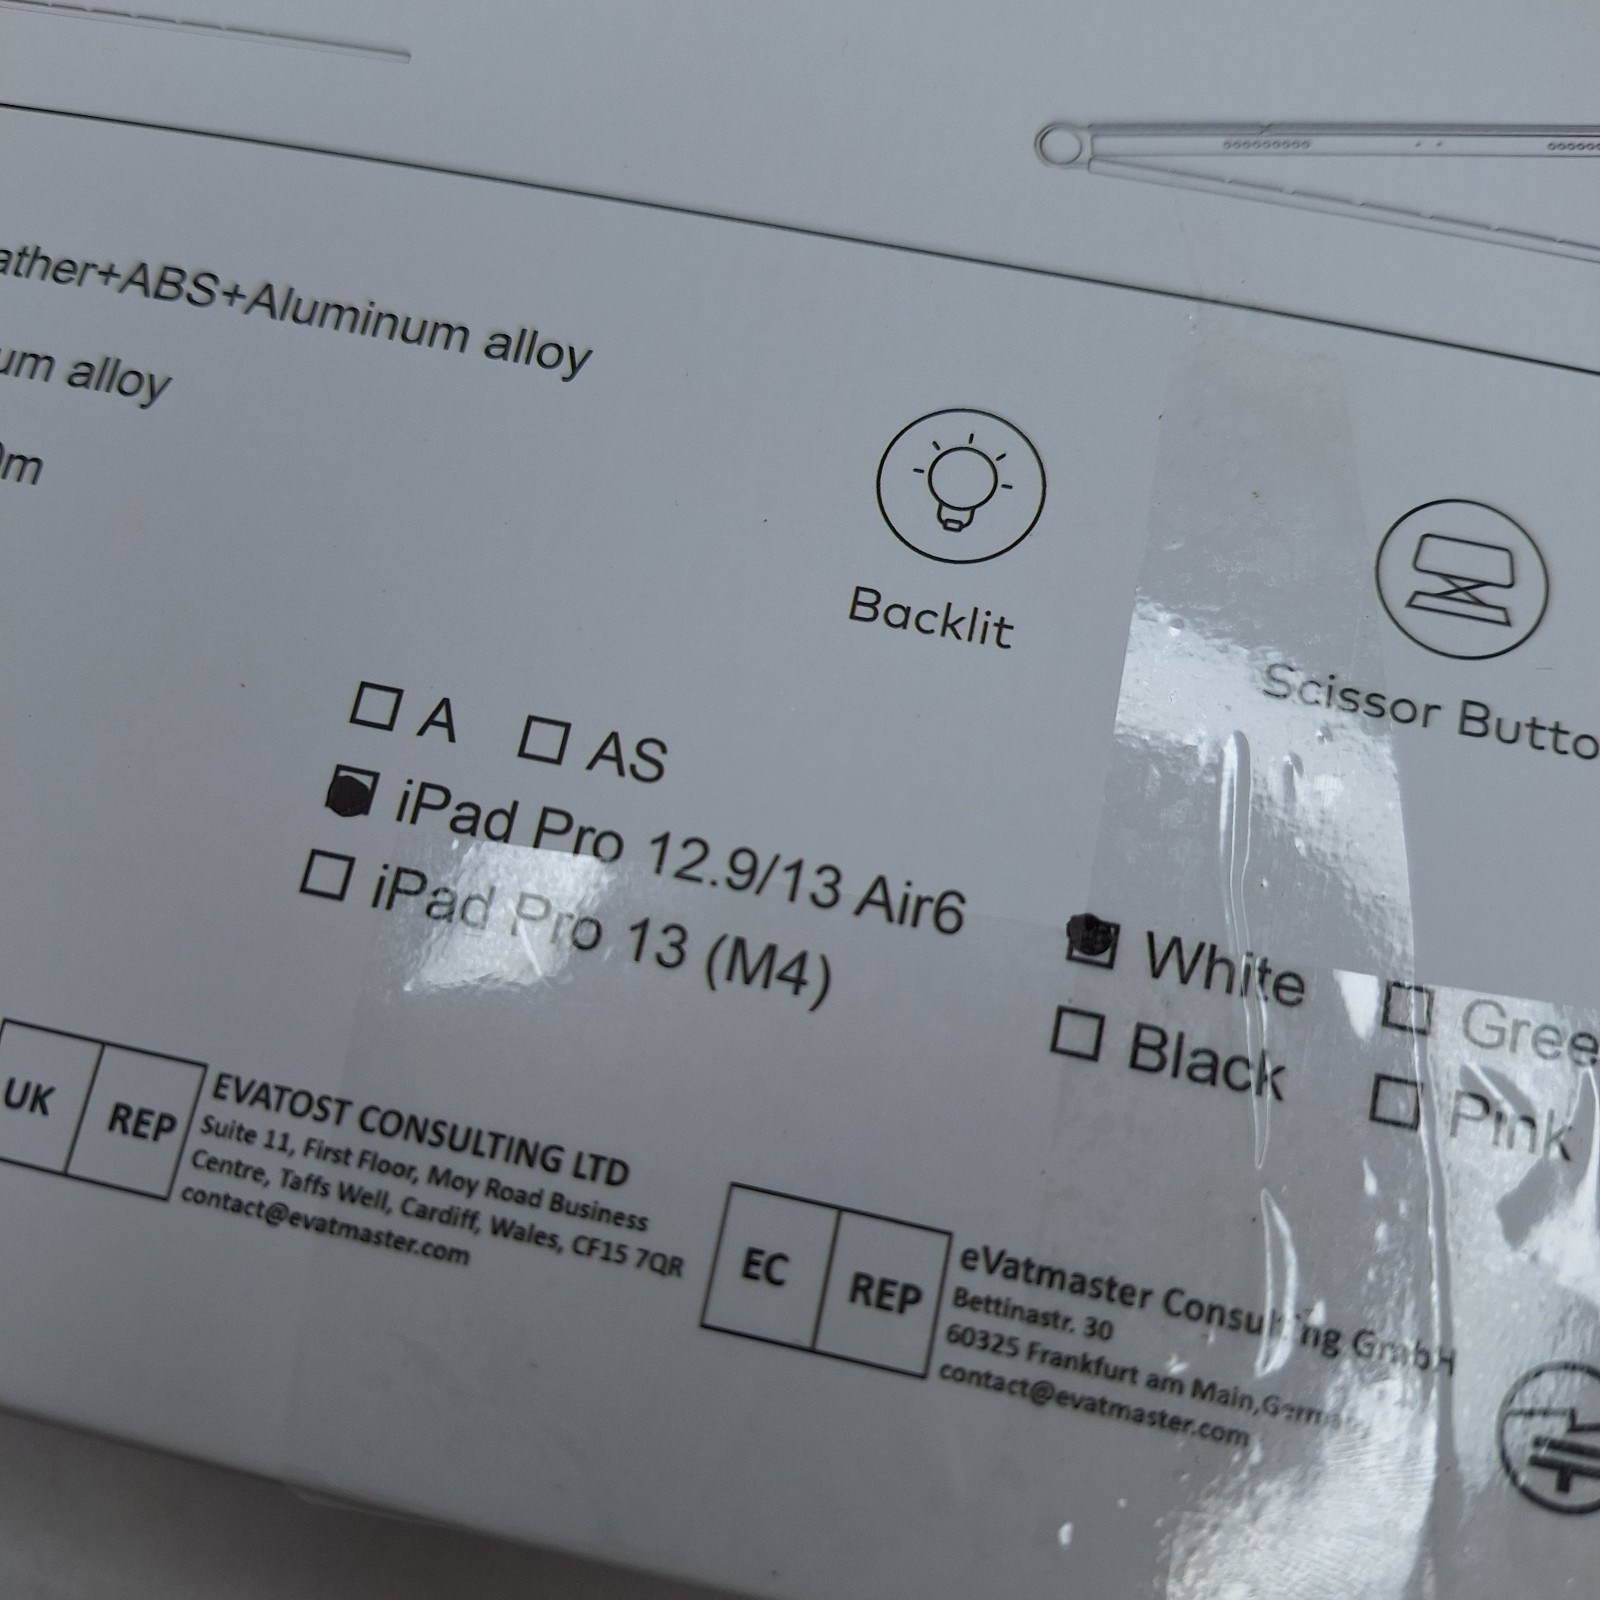 ather+ABS+Aluminum alloy
um alloy
0m
Backlit
Scissor Butto
A AS
iPad Pro 12.9/13 Air6
iPad Pro 13 (M4)
White Gree
Black Pink
UK REP
EVATOST CONSULTING LTD
Suite 11, First Floor, Moy Road Business
Centre, Taffs Well, Cardiff, Wales, CF15 7QR
contact@evatmaster.com
EC REP
eVatmaster Consulting GmbH
Bettinastr. 30
60325 Frankfurt am Main,Germany
contact@evatmaster.com